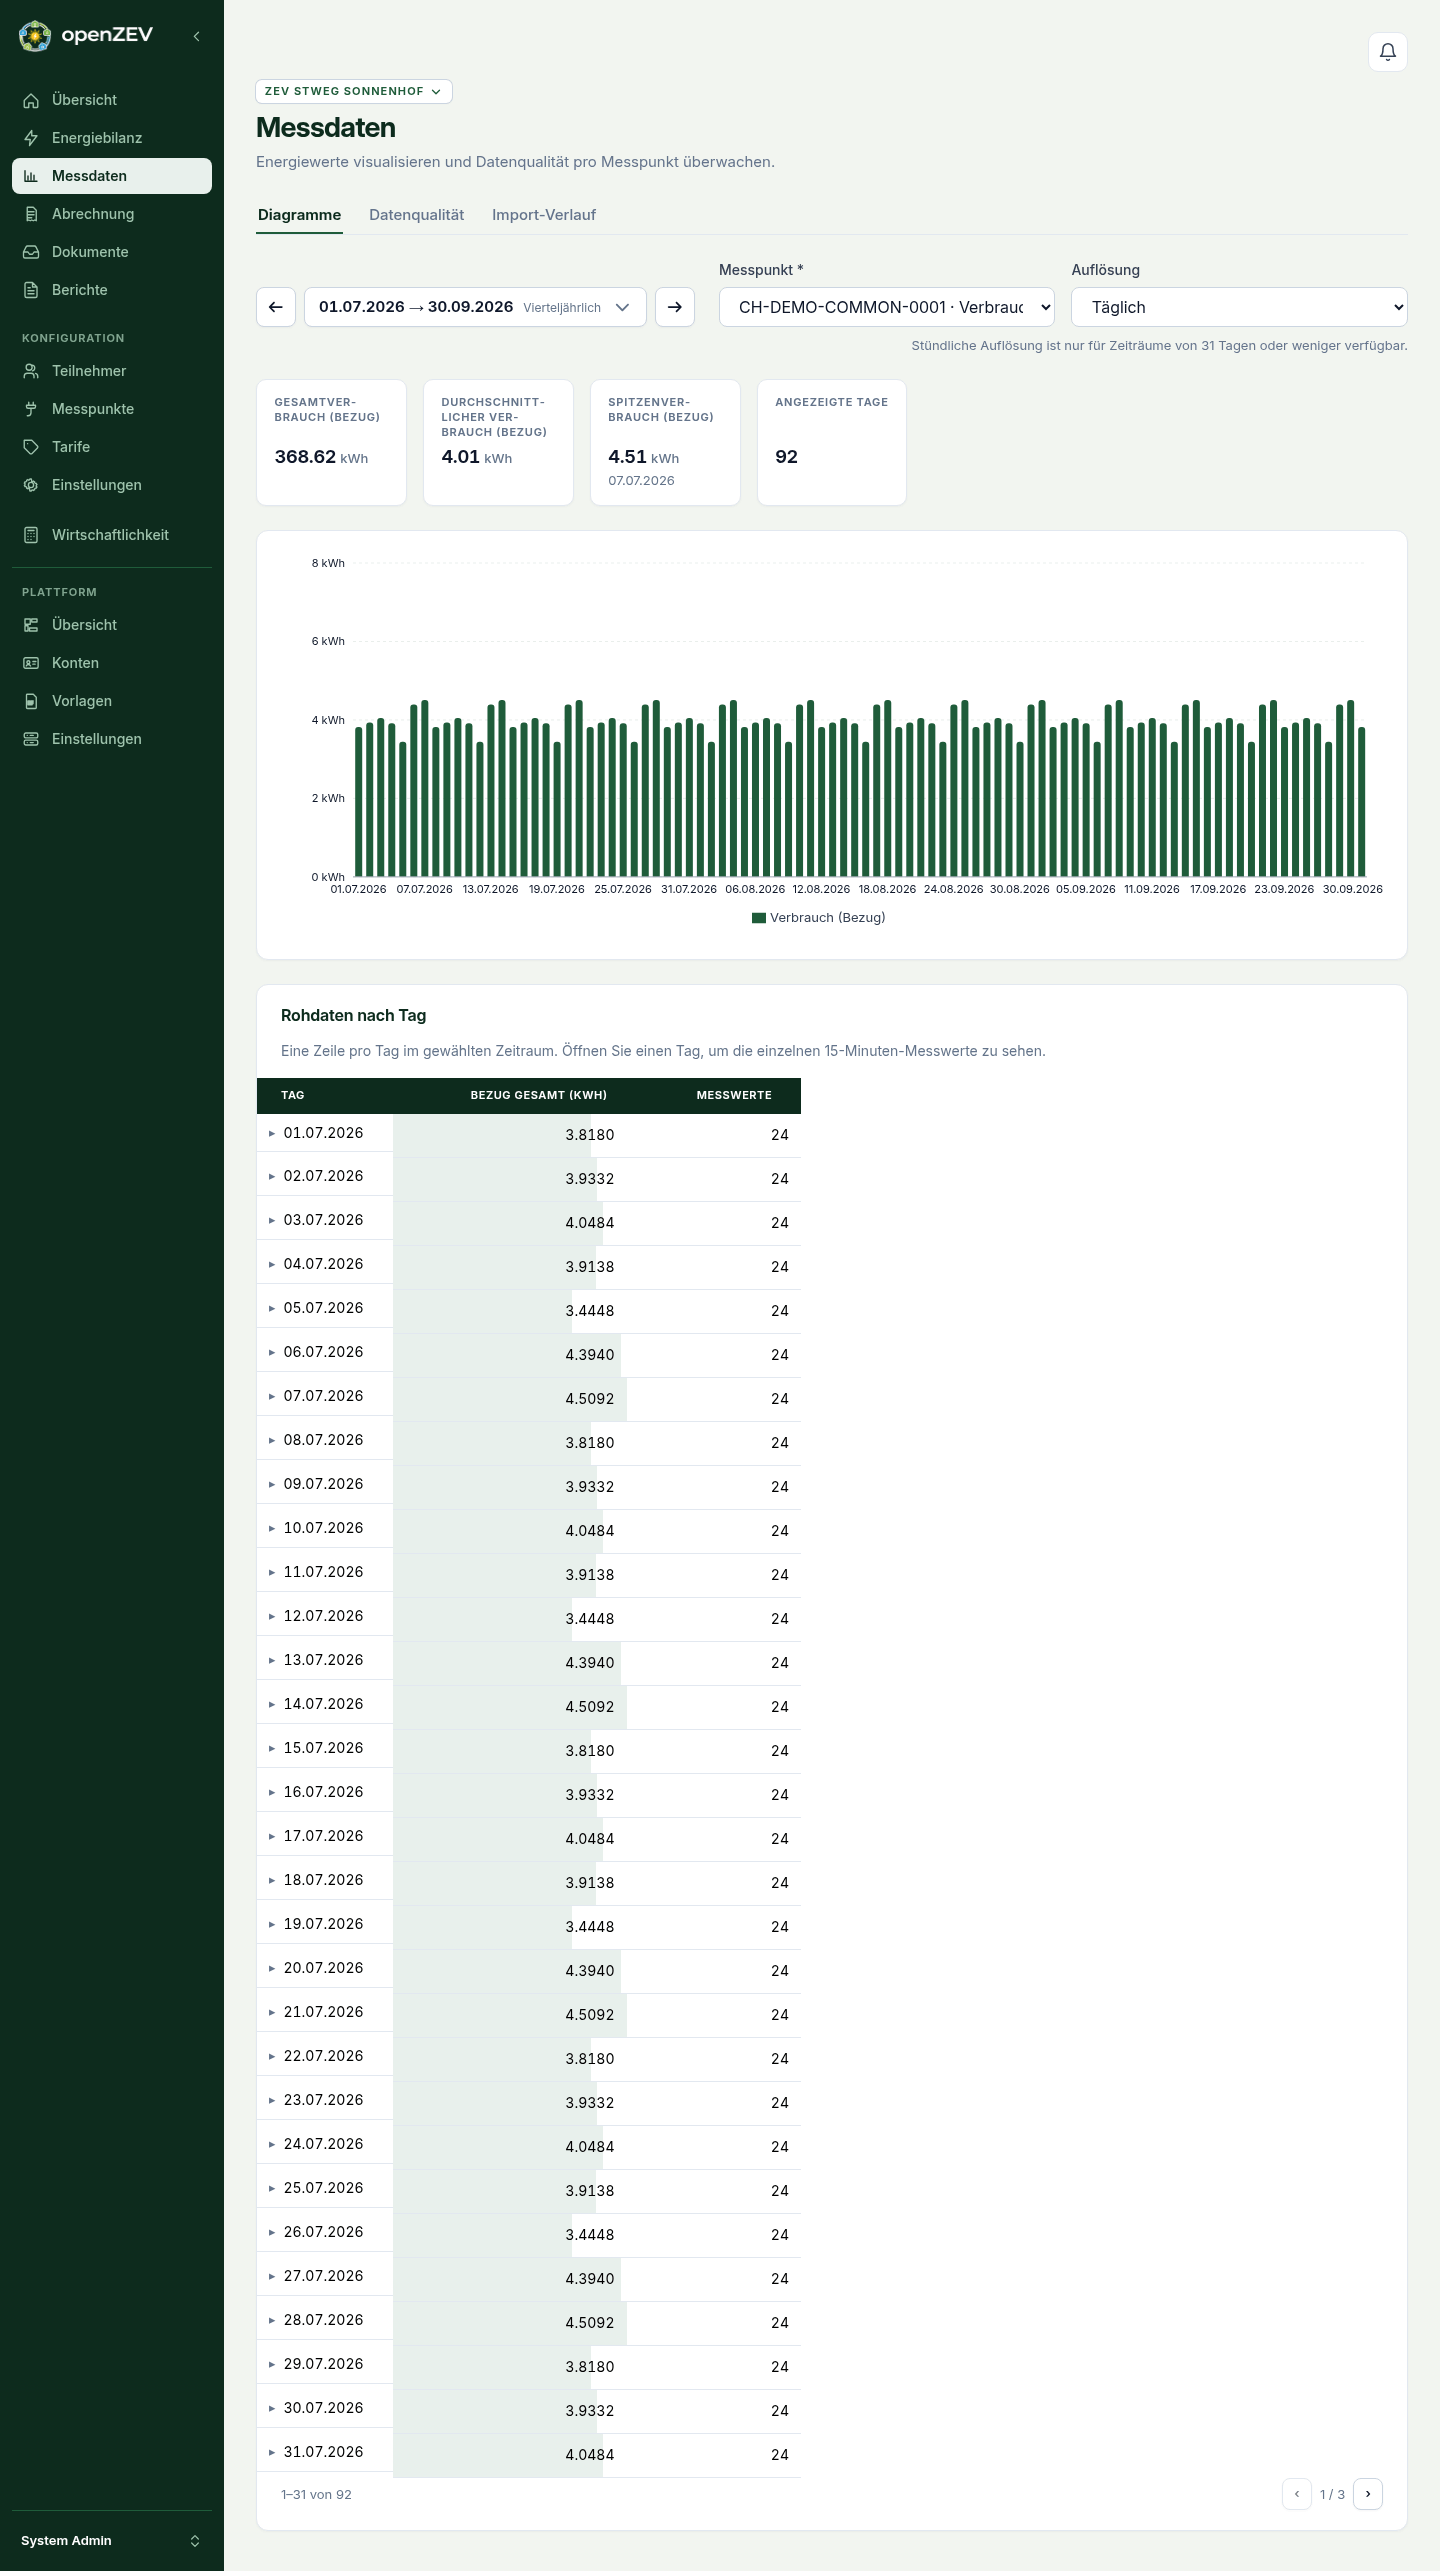 openZEV
Übersicht
Energiebilanz
Messdaten
Abrechnung
Dokumente
Berichte
KONFIGURATION
Teilnehmer
Messpunkte
Tarife
Einstellungen
Wirtschaftlichkeit
PLATTFORM
Übersicht
Konten
Vorlagen
Einstellungen
System Admin
ZEV STWEG SONNENHOF
Messdaten
Energiewerte visualisieren und Datenqualität pro Messpunkt überwachen.
Diagramme Datenqualität Import-Verlauf
Messpunkt * Auflösung
← 01.07.2026 → 30.09.2026 Vierteljährlich → CH-DEMO-COMMON-0001 · Verbrauc Täglich
Stündliche Auflösung ist nur für Zeiträume von 31 Tagen oder weniger verfügbar.
GESAMTVER-
BRAUCH (BEZUG)
368.62 kWh
DURCHSCHNITT-
LICHER VER-
BRAUCH (BEZUG)
4.01 kWh
SPITZENVER-
BRAUCH (BEZUG)
4.51 kWh
07.07.2026
ANGEZEIGTE TAGE
92
8 kWh
6 kWh
4 kWh
2 kWh
0 kWh
01.07.2026 07.07.2026 13.07.2026 19.07.2026 25.07.2026 31.07.2026 06.08.2026 12.08.2026 18.08.2026 24.08.2026 30.08.2026 05.09.2026 11.09.2026 17.09.2026 23.09.2026 30.09.2026
Verbrauch (Bezug)
Rohdaten nach Tag
Eine Zeile pro Tag im gewählten Zeitraum. Öffnen Sie einen Tag, um die einzelnen 15-Minuten-Messwerte zu sehen.
TAG BEZUG GESAMT (KWH) MESSWERTE
▸ 01.07.2026 3.8180 24
▸ 02.07.2026 3.9332 24
▸ 03.07.2026 4.0484 24
▸ 04.07.2026 3.9138 24
▸ 05.07.2026 3.4448 24
▸ 06.07.2026 4.3940 24
▸ 07.07.2026 4.5092 24
▸ 08.07.2026 3.8180 24
▸ 09.07.2026 3.9332 24
▸ 10.07.2026 4.0484 24
▸ 11.07.2026 3.9138 24
▸ 12.07.2026 3.4448 24
▸ 13.07.2026 4.3940 24
▸ 14.07.2026 4.5092 24
▸ 15.07.2026 3.8180 24
▸ 16.07.2026 3.9332 24
▸ 17.07.2026 4.0484 24
▸ 18.07.2026 3.9138 24
▸ 19.07.2026 3.4448 24
▸ 20.07.2026 4.3940 24
▸ 21.07.2026 4.5092 24
▸ 22.07.2026 3.8180 24
▸ 23.07.2026 3.9332 24
▸ 24.07.2026 4.0484 24
▸ 25.07.2026 3.9138 24
▸ 26.07.2026 3.4448 24
▸ 27.07.2026 4.3940 24
▸ 28.07.2026 4.5092 24
▸ 29.07.2026 3.8180 24
▸ 30.07.2026 3.9332 24
▸ 31.07.2026 4.0484 24
1–31 von 92 ‹ 1 / 3 ›